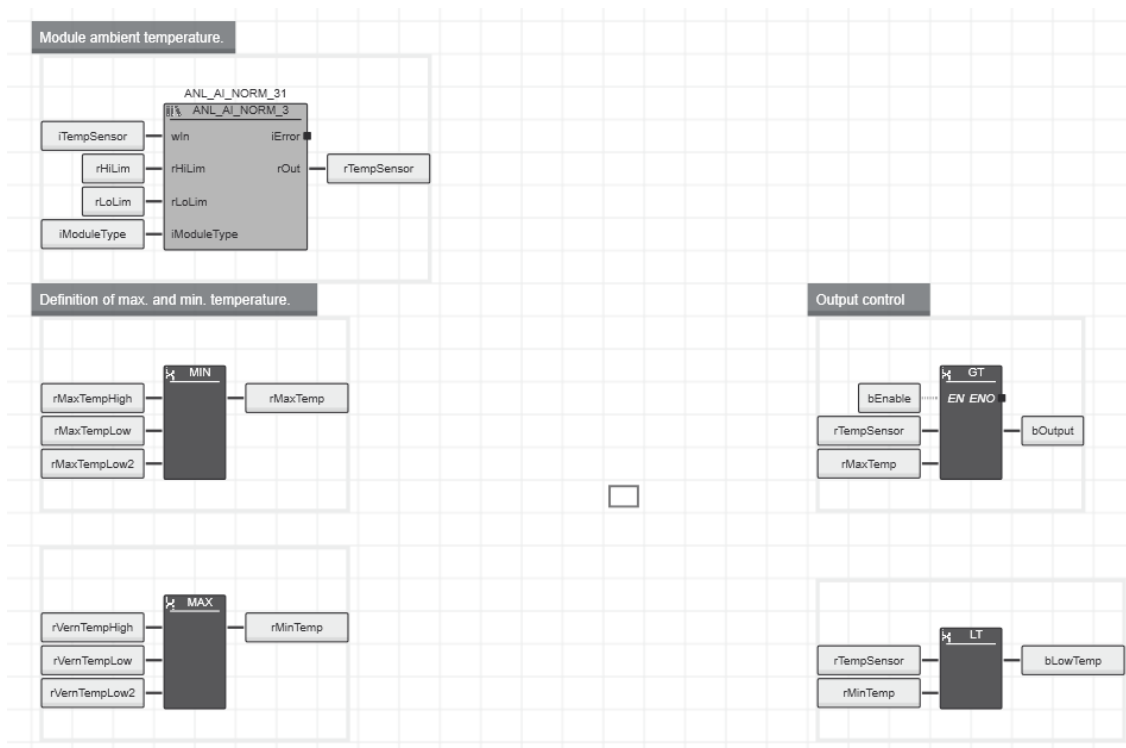 Module ambient temperature.
ANL_AI_NORM_31
ANL_AI_NORM_3
iTempSensor wIn iError
rHiLim rHiLim rOut rTempSensor
rLoLim rLoLim
iModuleType iModuleType
Definition of max. and min. temperature.
Output control
MIN
rMaxTempHigh rMaxTemp
rMaxTempLow
rMaxTempLow2
GT
bEnable EN ENO
rTempSensor bOutput
rMaxTemp
MAX
rVernTempHigh rMinTemp
rVernTempLow
rVernTempLow2
LT
rTempSensor bLowTemp
rMinTemp